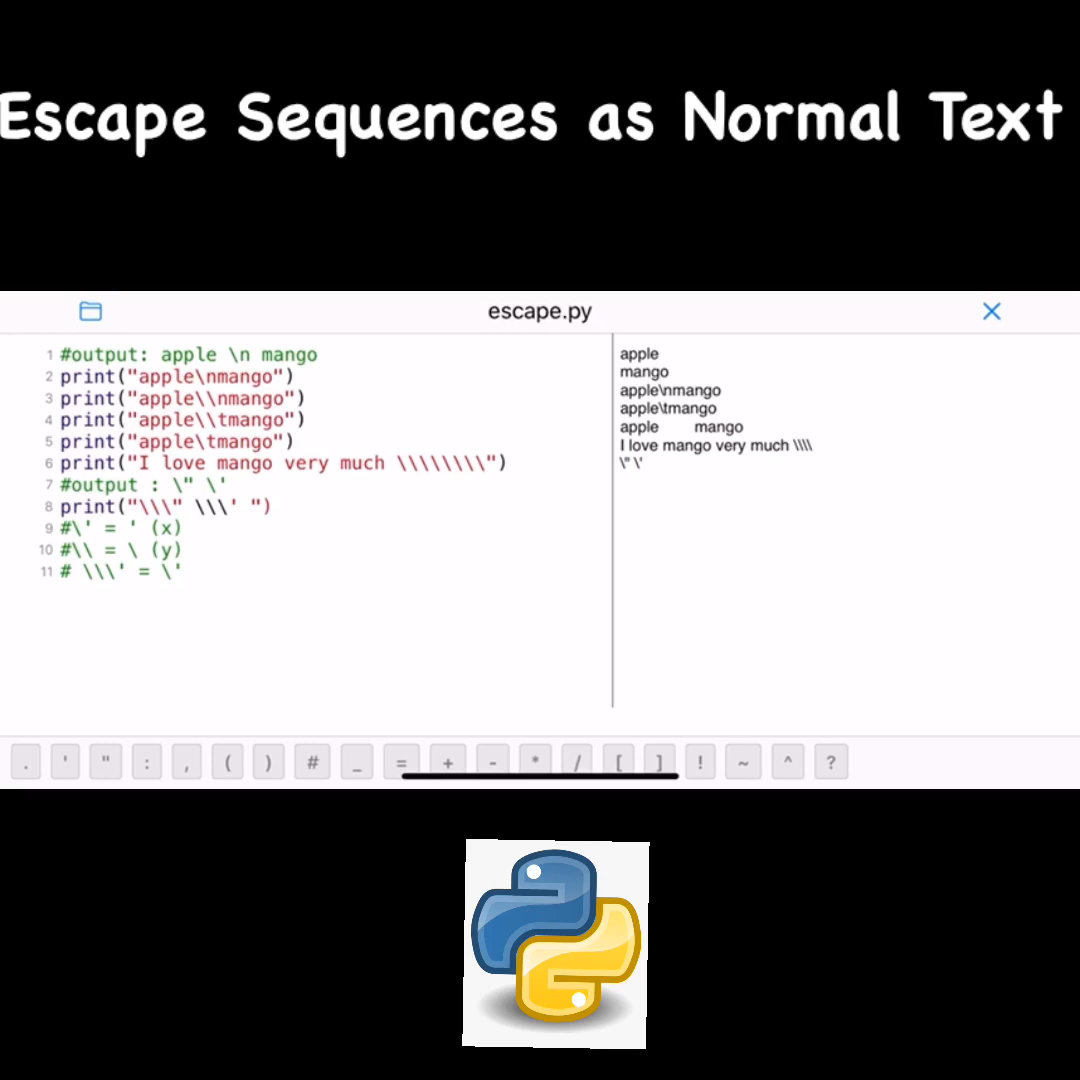 Escape Sequences as Normal Text
escape.py
1 #output: apple \n mango
2 print("apple\nmango")
3 print("apple\\nmango")
4 print("apple\\tmango")
5 print("apple\tmango")
6 print("I love mango very much \\\\\\\\")
7 #output : \" \'
8 print("\\\" \\\' ")
9 #\' = ' (x)
10 #\\ = \ (y)
11 # \\\' = \'
apple
mango
apple\nmango
apple\tmango
apple mango
I love mango very much \\\\
\" \'
. ' " : , ( ) # _ = + - * / [ ] ! ~ ^ ?